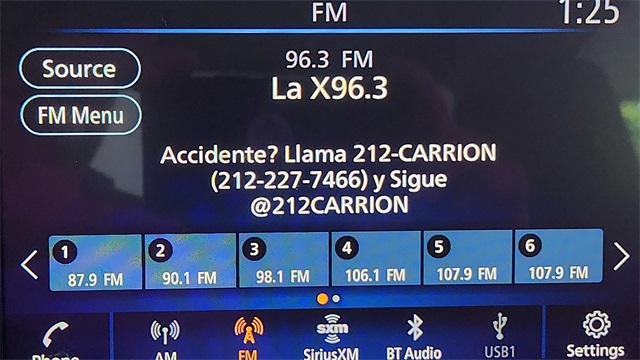 FM
1:25
Source
96.3 FM
La X96.3
FM Menu
Accidente? Llama 212-CARRION
(212-227-7466) y Sigue
@212CARRION
1
87.9 FM
2
90.1 FM
3
98.1 FM
4
106.1 FM
5
107.9 FM
6
107.9 FM
Phone
AM
FM
sxm
SiriusXM
BT Audio
USB1
Settings